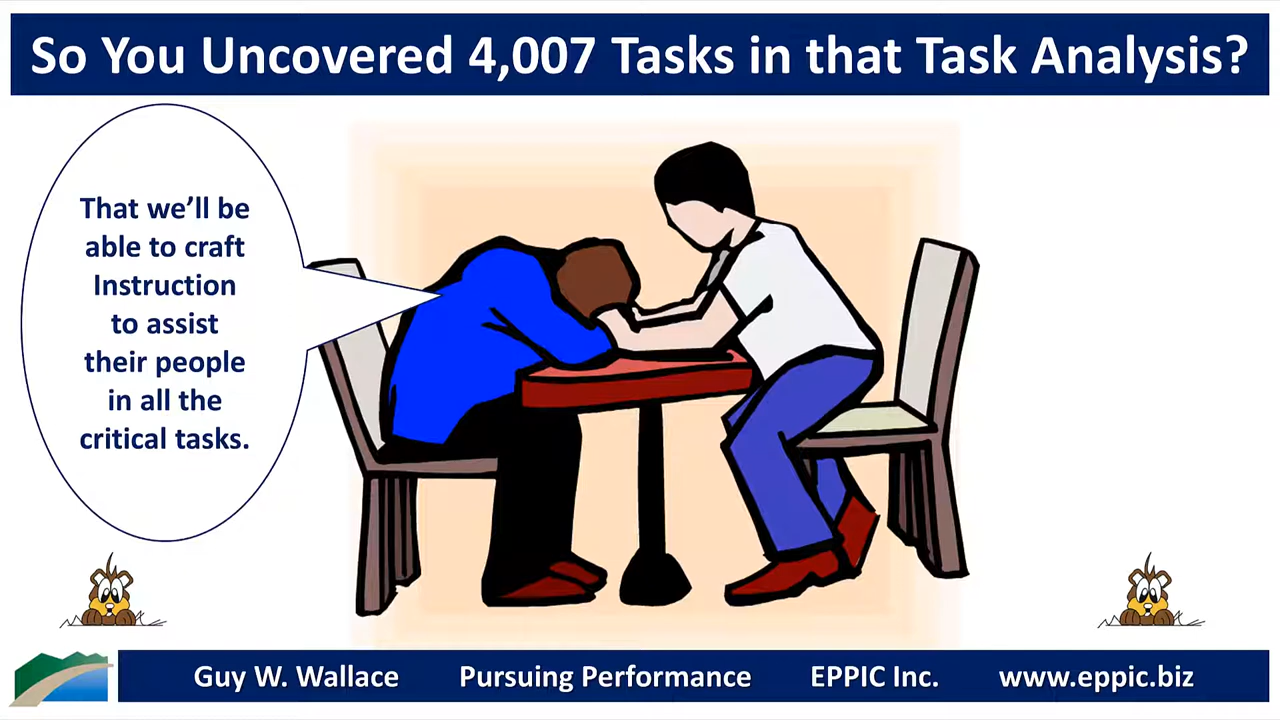 So You Uncovered 4,007 Tasks in that Task Analysis?
That we’ll be
able to craft
Instruction
to assist
their people
in all the
critical tasks.
Guy W. Wallace Pursuing Performance EPPIC Inc. www.eppic.biz